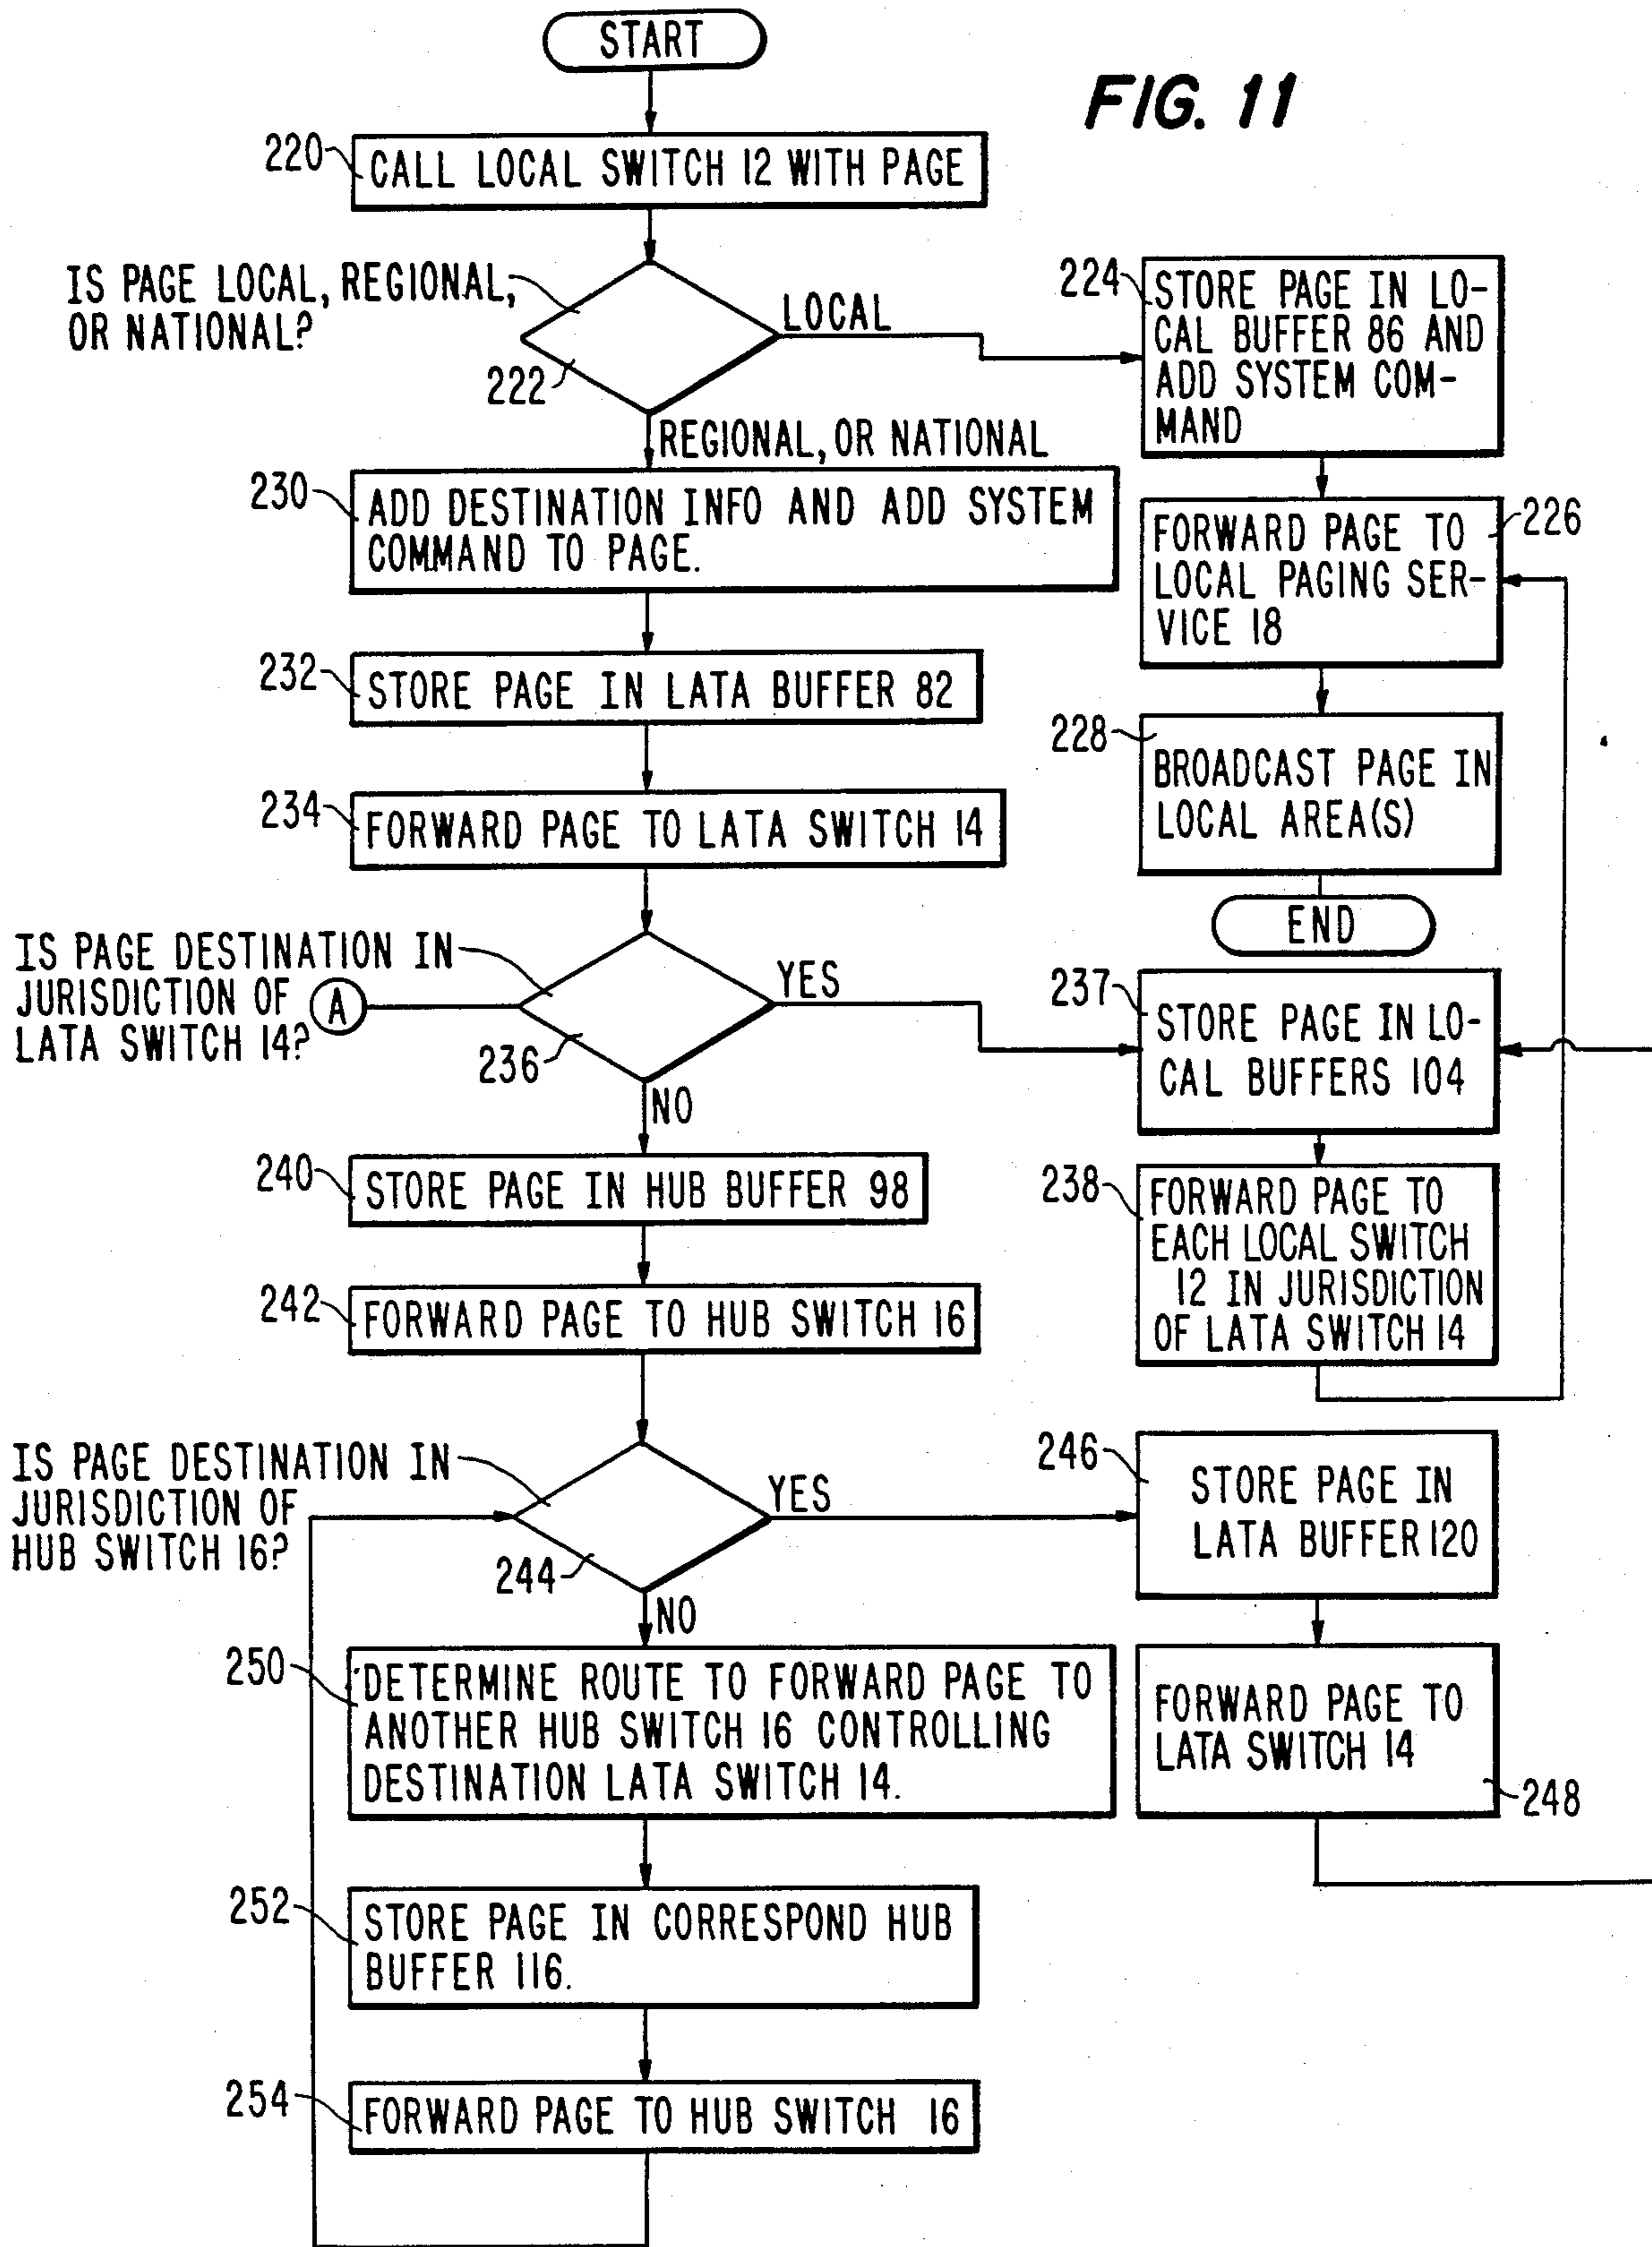 START
FIG. 11
220
CALL LOCAL SWITCH 12 WITH PAGE
IS PAGE LOCAL, REGIONAL,
OR NATIONAL?
222
LOCAL
REGIONAL, OR NATIONAL
224
STORE PAGE IN LO-
CAL BUFFER 86 AND
ADD SYSTEM COM-
MAND
226
FORWARD PAGE TO
LOCAL PAGING SER-
VICE 18
228
BROADCAST PAGE IN
LOCAL AREA(S)
END
230
ADD DESTINATION INFO AND ADD SYSTEM
COMMAND TO PAGE.
232
STORE PAGE IN LATA BUFFER 82
234
FORWARD PAGE TO LATA SWITCH 14
IS PAGE DESTINATION IN
JURISDICTION OF
LATA SWITCH 14?
A
236
YES
NO
237
STORE PAGE IN LO-
CAL BUFFERS 104
238
FORWARD PAGE TO
EACH LOCAL SWITCH
12 IN JURISDICTION
OF LATA SWITCH 14
240
STORE PAGE IN HUB BUFFER 98
242
FORWARD PAGE TO HUB SWITCH 16
IS PAGE DESTINATION IN
JURISDICTION OF
HUB SWITCH 16?
244
YES
NO
246
STORE PAGE IN
LATA BUFFER 120
FORWARD PAGE TO
LATA SWITCH 14
248
250
DETERMINE ROUTE TO FORWARD PAGE TO
ANOTHER HUB SWITCH 16 CONTROLLING
DESTINATION LATA SWITCH 14.
252
STORE PAGE IN CORRESPOND HUB
BUFFER 116.
254
FORWARD PAGE TO HUB SWITCH 16